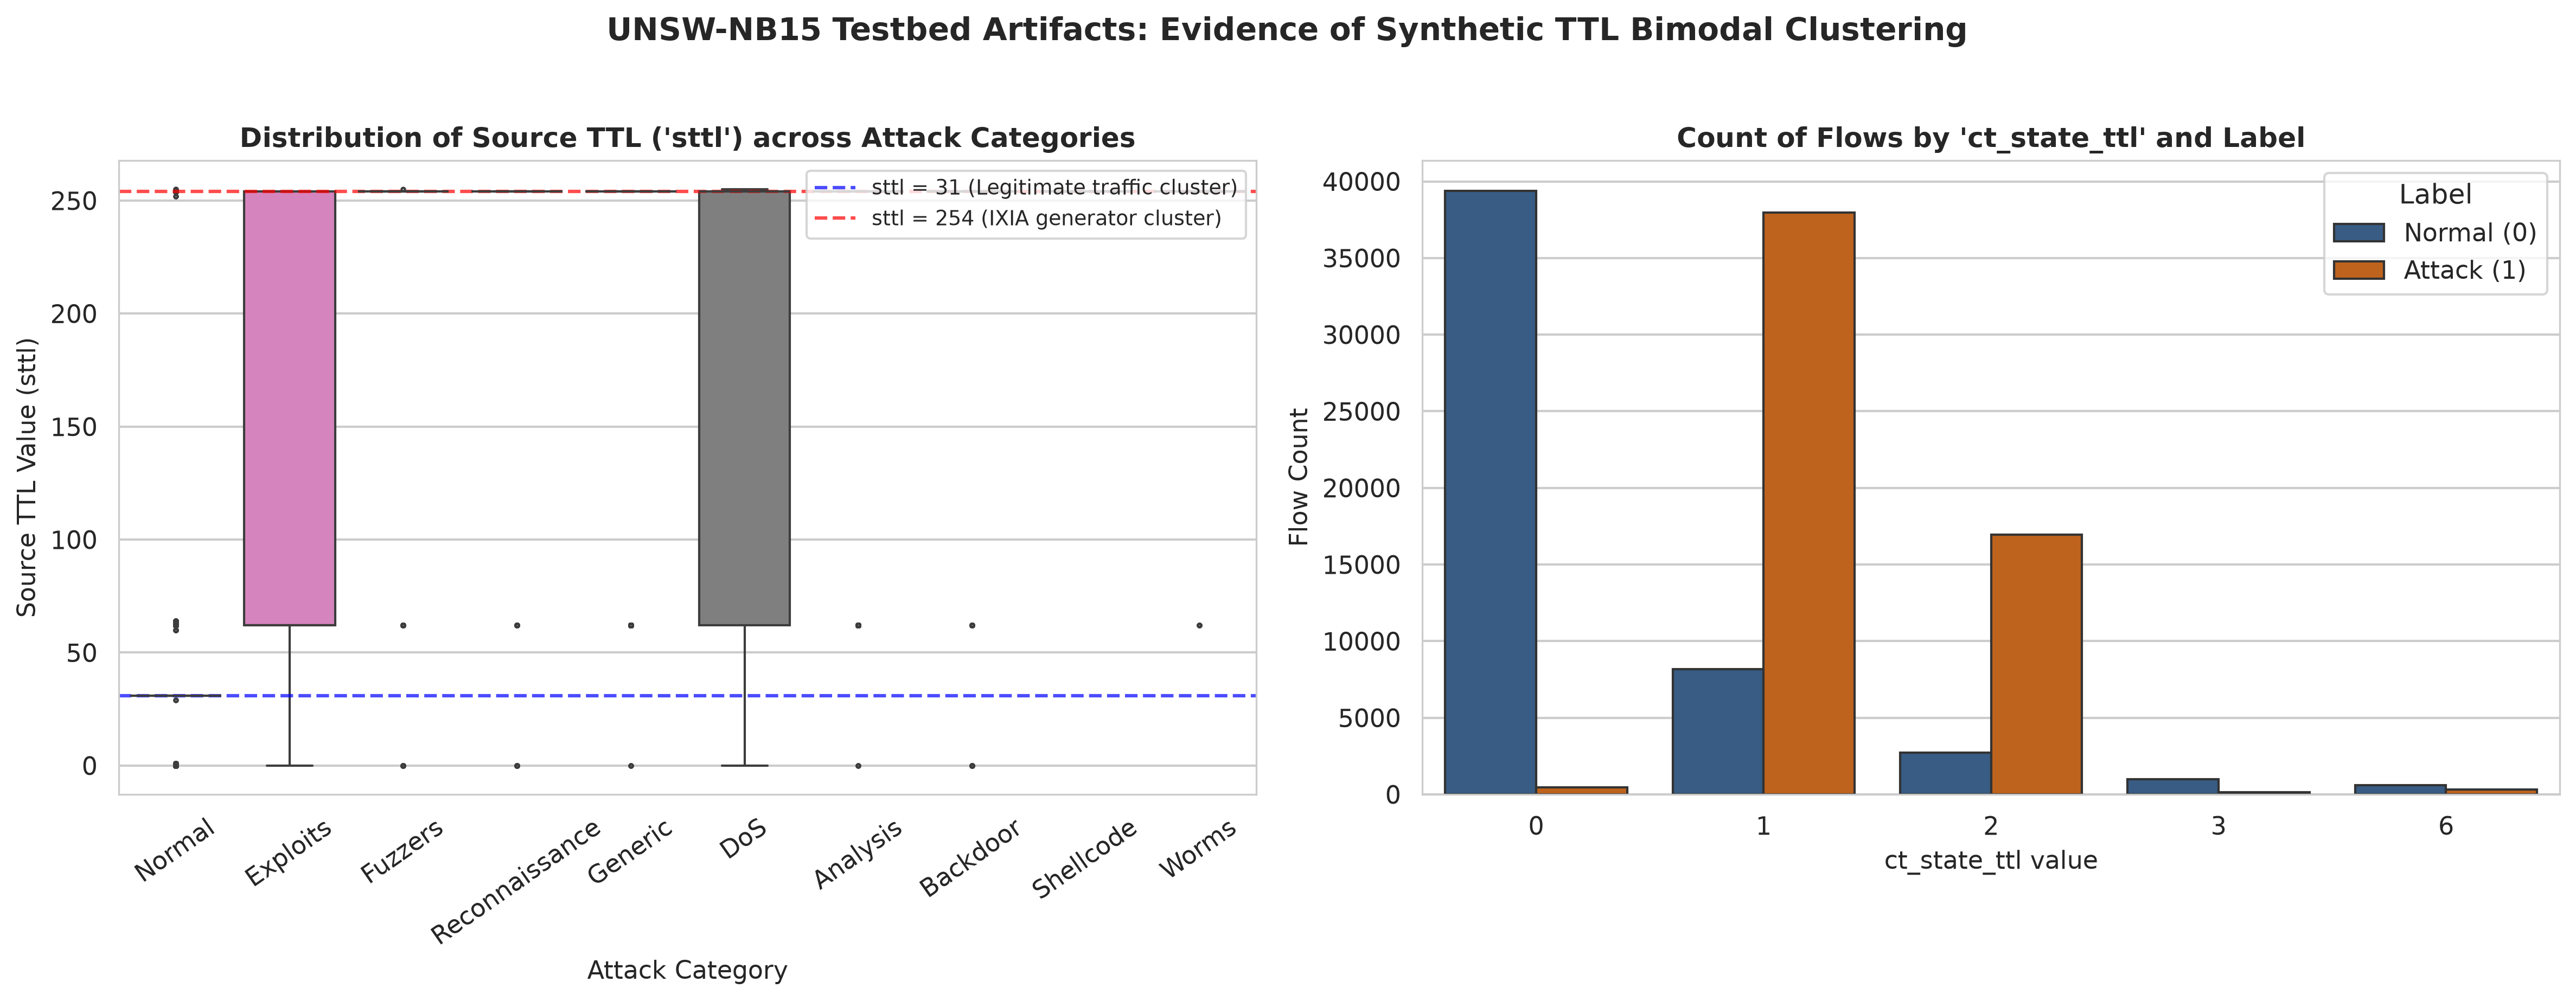 UNSW-NB15 Testbed Artifacts: Evidence of Synthetic TTL Bimodal Clustering
Distribution of Source TTL ('sttl') across Attack Categories
sttl = 31 (Legitimate traffic cluster)
sttl = 254 (IXIA generator cluster)
Source TTL Value (sttl)
250
200
150
100
50
0
Normal
Exploits
Fuzzers
Reconnaissance
Generic
DoS
Analysis
Backdoor
Shellcode
Worms
Attack Category
Count of Flows by 'ct_state_ttl' and Label
Label
Normal (0)
Attack (1)
Flow Count
40000
35000
30000
25000
20000
15000
10000
5000
0
0
1
2
3
6
ct_state_ttl value